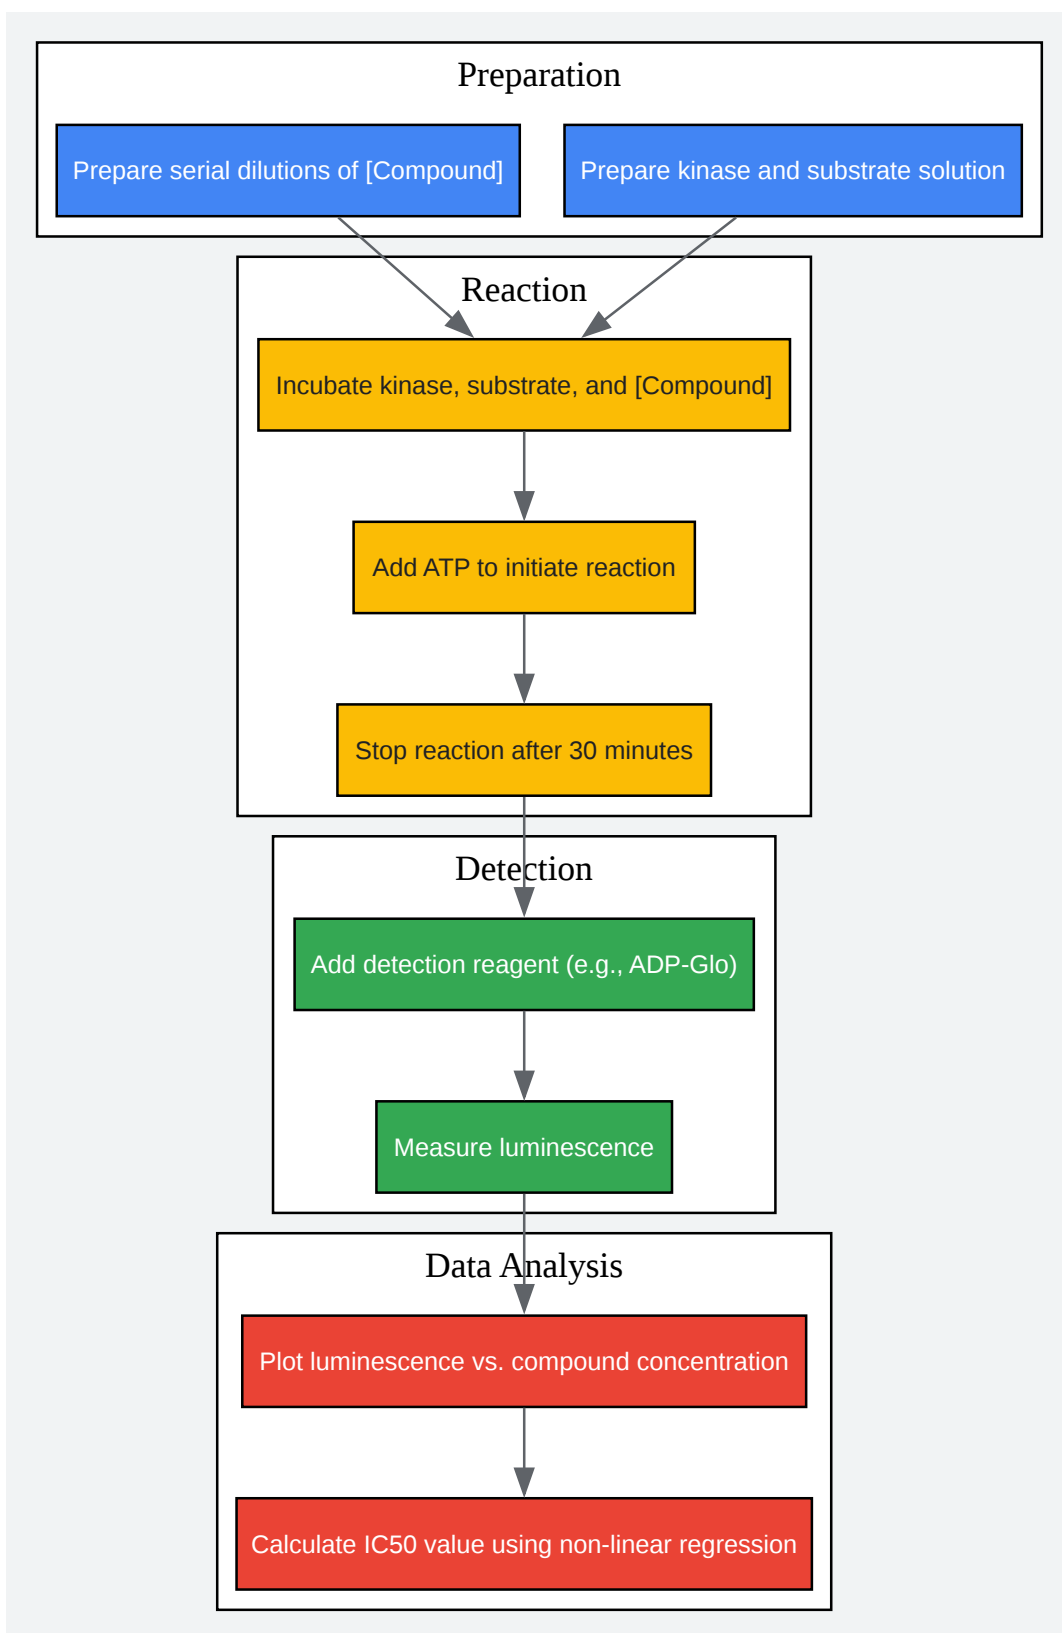 Preparation
Prepare serial dilutions of [Compound]
Prepare kinase and substrate solution
Reaction
Incubate kinase, substrate, and [Compound]
Add ATP to initiate reaction
Stop reaction after 30 minutes
Detection
Add detection reagent (e.g., ADP-Glo)
Measure luminescence
Data Analysis
Plot luminescence vs. compound concentration
Calculate IC50 value using non-linear regression